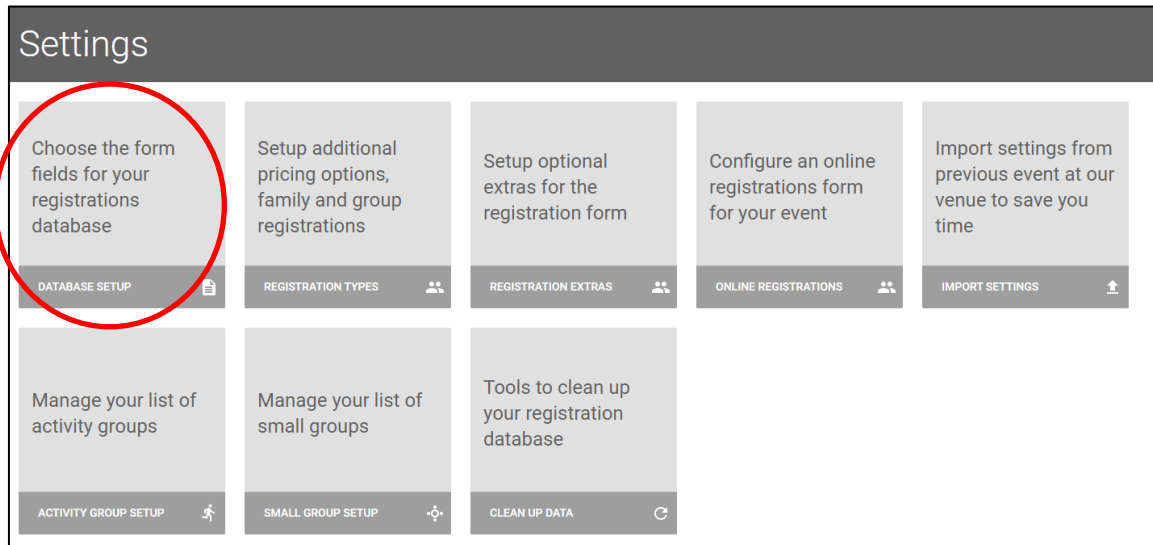 Settings
Choose the form
fields for your
registrations
database
DATABASE SETUP
Setup additional
pricing options,
family and group
registrations
REGISTRATION TYPES
Setup optional
extras for the
registration form
REGISTRATION EXTRAS
Configure an online
registrations form
for your event
ONLINE REGISTRATIONS
Import settings from
previous event at our
venue to save you
time
IMPORT SETTINGS
Manage your list of
activity groups
ACTIVITY GROUP SETUP
Manage your list of
small groups
SMALL GROUP SETUP
Tools to clean up
your registration
database
CLEAN UP DATA